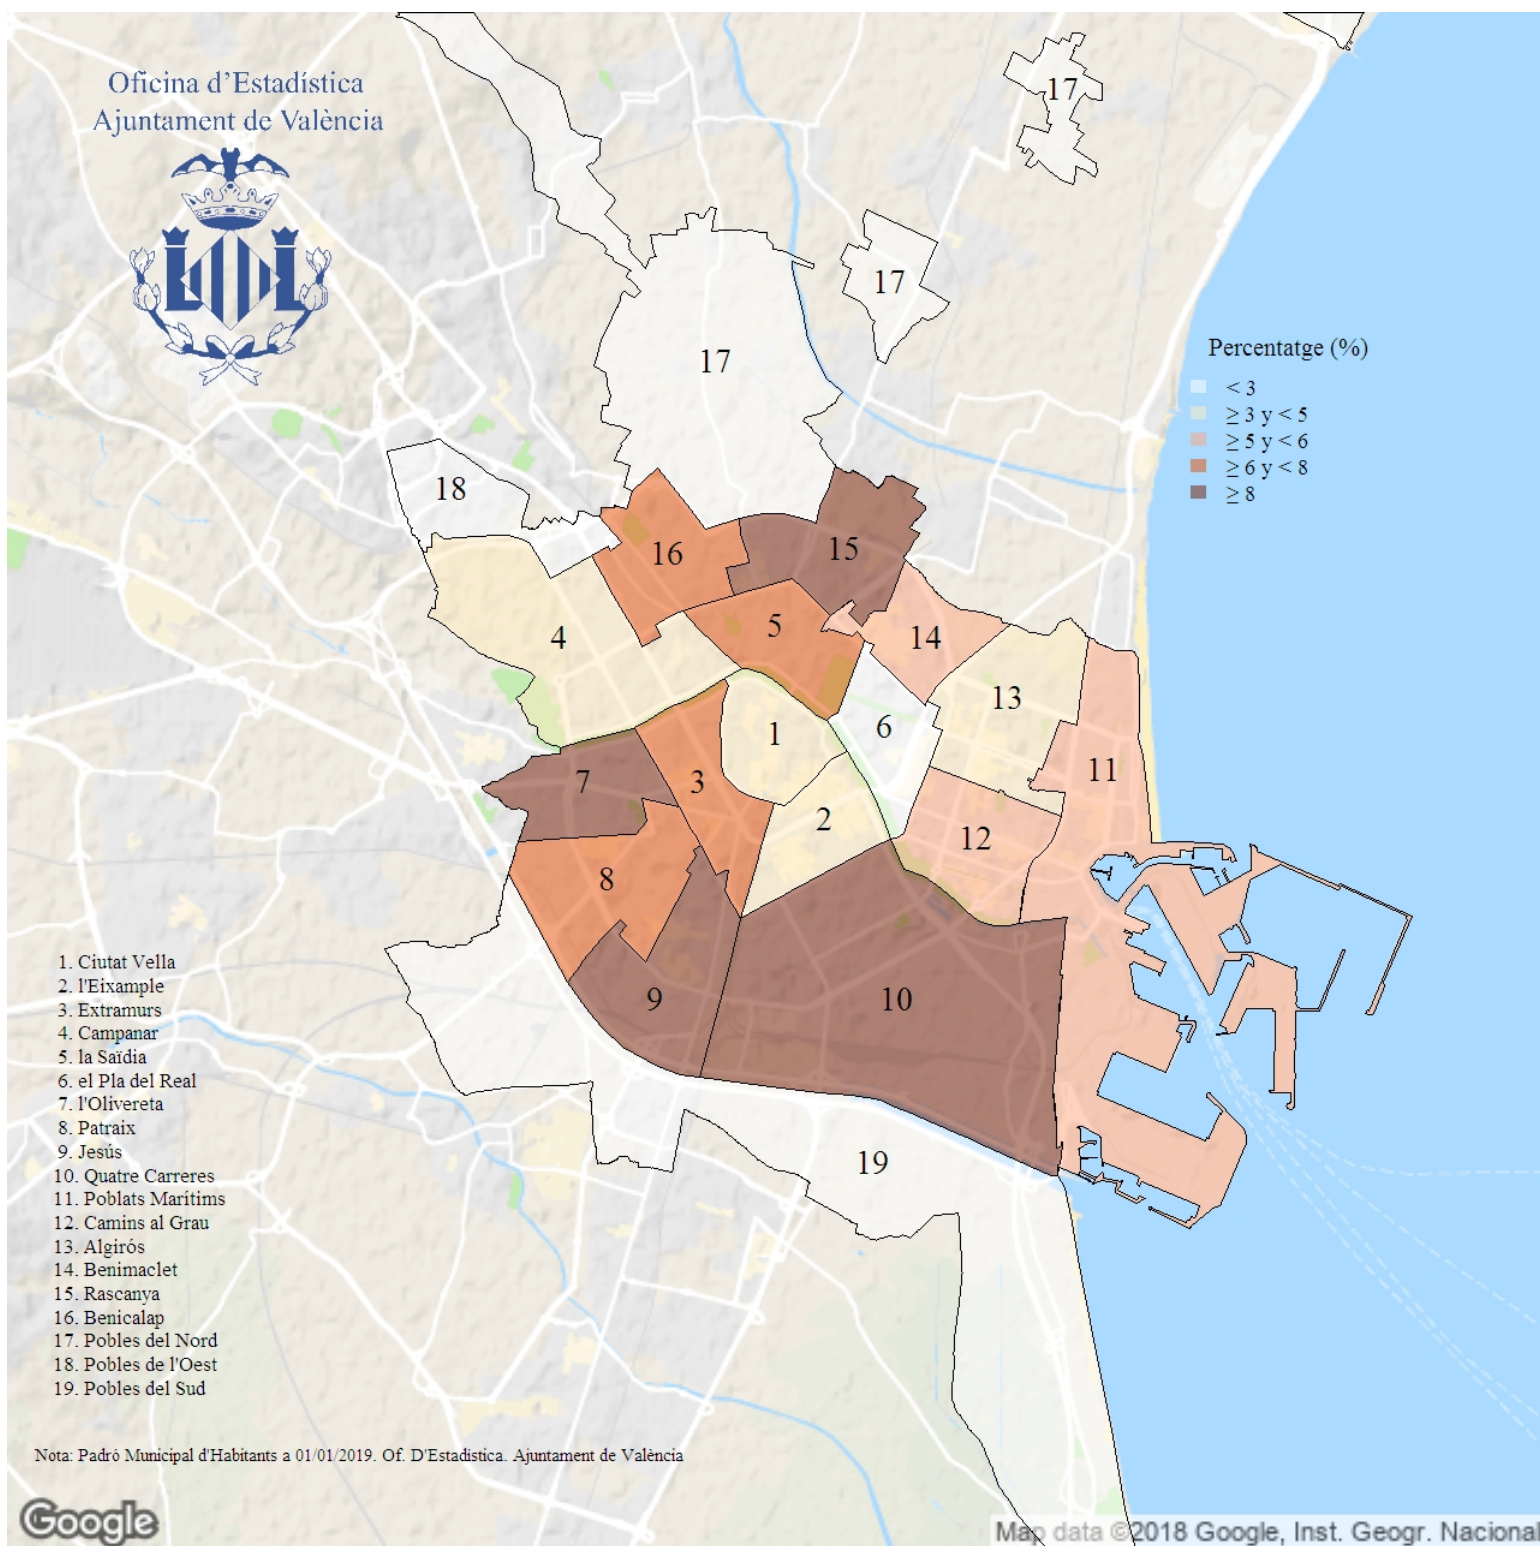 Oficina d'Estadística
Ajuntament de València
17
17
17
Percentatge (%)
< 3
≥ 3 y < 5
≥ 5 y < 6
≥ 6 y < 8
≥ 8
18
16
15
4
5
14
13
6
1
11
7
3
2
12
8
9
10
19
1. Ciutat Vella
2. l'Eixample
3. Extramurs
4. Campanar
5. la Saïdia
6. el Pla del Real
7. l'Olivereta
8. Patraix
9. Jesús
10. Quatre Carreres
11. Poblats Marítims
12. Camins al Grau
13. Algirós
14. Benimaclet
15. Rascanya
16. Benicalap
17. Pobles del Nord
18. Pobles de l'Oest
19. Pobles del Sud
Nota: Padró Municipal d'Habitants a 01/01/2019. Of. D'Estadística. Ajuntament de València
Google
Map data ©2018 Google, Inst. Geogr. Nacional